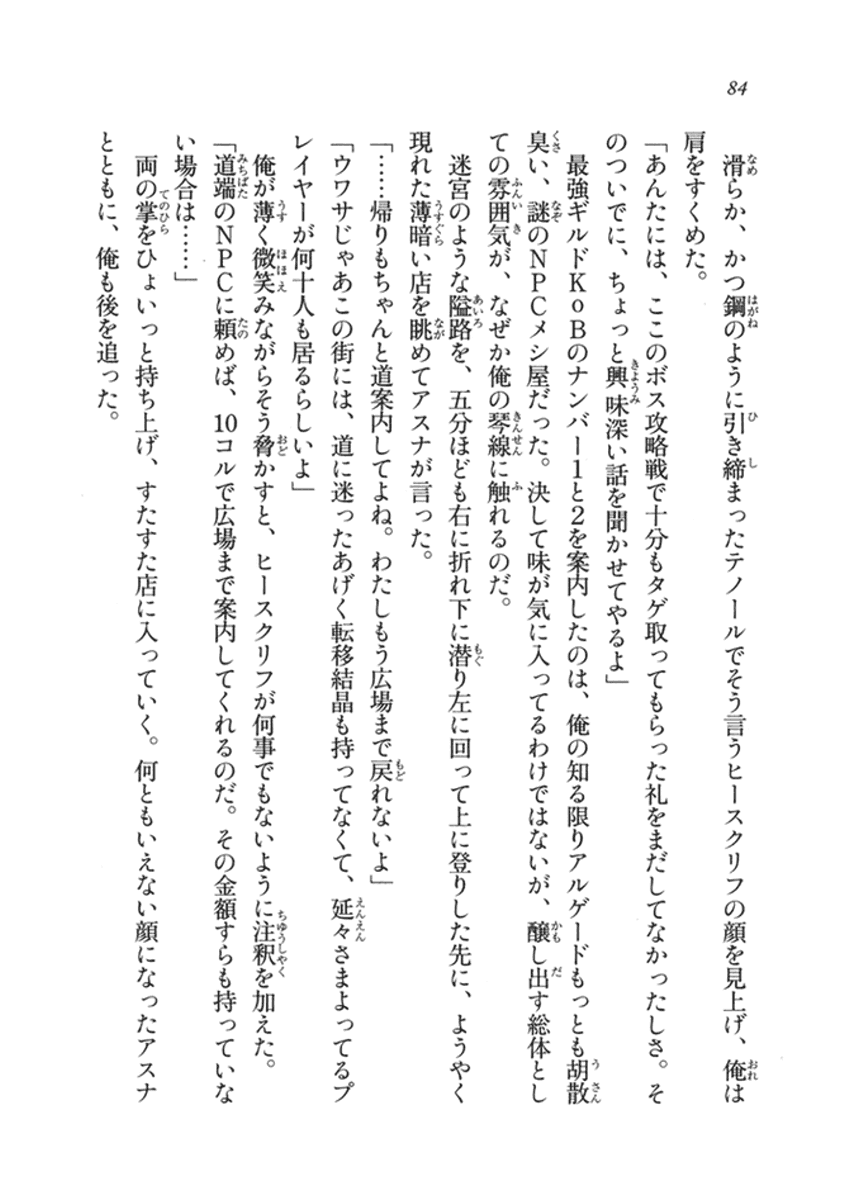 84
滑らか、かつ鋼のように引き締まったテノールでそう言うヒースクリフの顔を見上げ、俺は
肩をすくめた。
「あんたには、ここのボス攻略戦で十分もタゲ取ってもらった礼をまだしてなかったしさ。そ
のついでに、ちょっと興味深い話を聞かせてやるよ」
最強ギルドKoBのナンバー1と2を案内したのは、俺の知る限りアルゲードもっとも胡散
臭い、謎のNPCメシ屋だった。決して味が気に入ってるわけではないが、醸し出す総体とし
ての雰囲気が、なぜか俺の琴線に触れるのだ。
迷宮のような隘路を、五分ほども右に折れ下に潜り左に回って上に登りした先に、ようやく
現れた薄暗い店を眺めてアスナが言った。
「……帰りもちゃんと道案内してよね。わたしもう広場まで戻れないよ」
「ウワサじゃあこの街には、道に迷ったあげく転移結晶も持ってなくて、延々さまよってるプ
レイヤーが何十人も居るらしいよ」
俺が薄く微笑みながらそう脅かすと、ヒースクリフが何事でもないように注釈を加えた。
「道端のNPCに頼めば、10コルで広場まで案内してくれるのだ。その金額すらも持っていな
い場合は……」
両の掌をひょいっと持ち上げ、すたすた店に入っていく。何ともいえない顔になったアスナ
とともに、俺も後を追った。